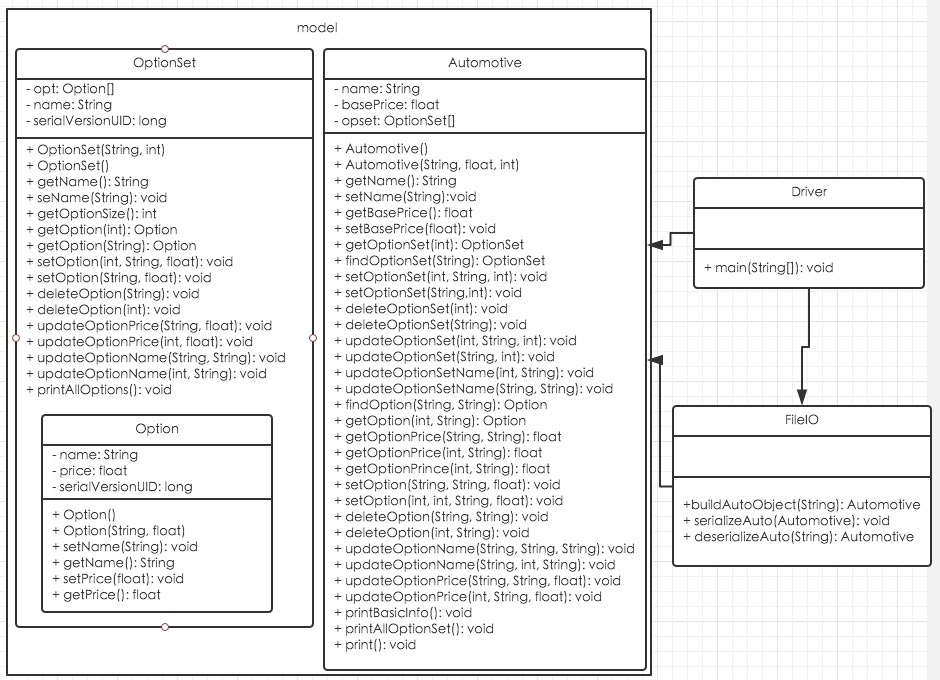 model
OptionSet
- opt: Option[]
- name: String
- serialVersionUID: long
+ OptionSet(String, int)
+ OptionSet()
+ getName(): String
+ seName(String): void
+ getOptionSize(): int
+ getOption(int): Option
+ getOption(String): Option
+ setOption(int, String, float): void
+ setOption(String, float): void
+ deleteOption(String): void
+ deleteOption(int): void
+ updateOptionPrice(String, float): void
+ updateOptionPrice(int, float): void
+ updateOptionName(String, String): void
+ updateOptionName(int, String): void
+ printAllOptions(): void
Option
- name: String
- price: float
- serialVersionUID: long
+ Option()
+ Option(String, float)
+ setName(String): void
+ getName(): String
+ setPrice(float): void
+ getPrice(): float
Automotive
- name: String
- basePrice: float
- opset: OptionSet[]
+ Automotive()
+ Automotive(String, float, int)
+ getName(): String
+ setName(String):void
+ getBasePrice(): float
+ setBasePrice(float): void
+ getOptionSet(int): OptionSet
+ findOptionSet(String): OptionSet
+ setOptionSet(int, String, int): void
+ setOptionSet(String,int): void
+ deleteOptionSet(int): void
+ deleteOptionSet(String): void
+ updateOptionSet(int, String, int): void
+ updateOptionSet(String, int): void
+ updateOptionSetName(int, String): void
+ updateOptionSetName(String, String): void
+ findOption(String, String): Option
+ getOption(int, String): Option
+ getOptionPrice(String, String): float
+ getOptionPrice(int, String): float
+ getOptionPrince(int, String): float
+ setOption(String, String, float): void
+ setOption(int, int, String, float): void
+ deleteOption(String, String): void
+ deleteOption(int, String): void
+ updateOptionName(String, String, String): void
+ updateOptionName(String, int, String): void
+ updateOptionPrice(String, String, float): void
+ updateOptionPrice(int, String, float): void
+ printBasicInfo(): void
+ printAllOptionSet(): void
+ print(): void
Driver
+ main(String[]): void
FileIO
+buildAutoObject(String): Automotive
+ serializeAuto(Automotive): void
+ deserializeAuto(String): Automotive